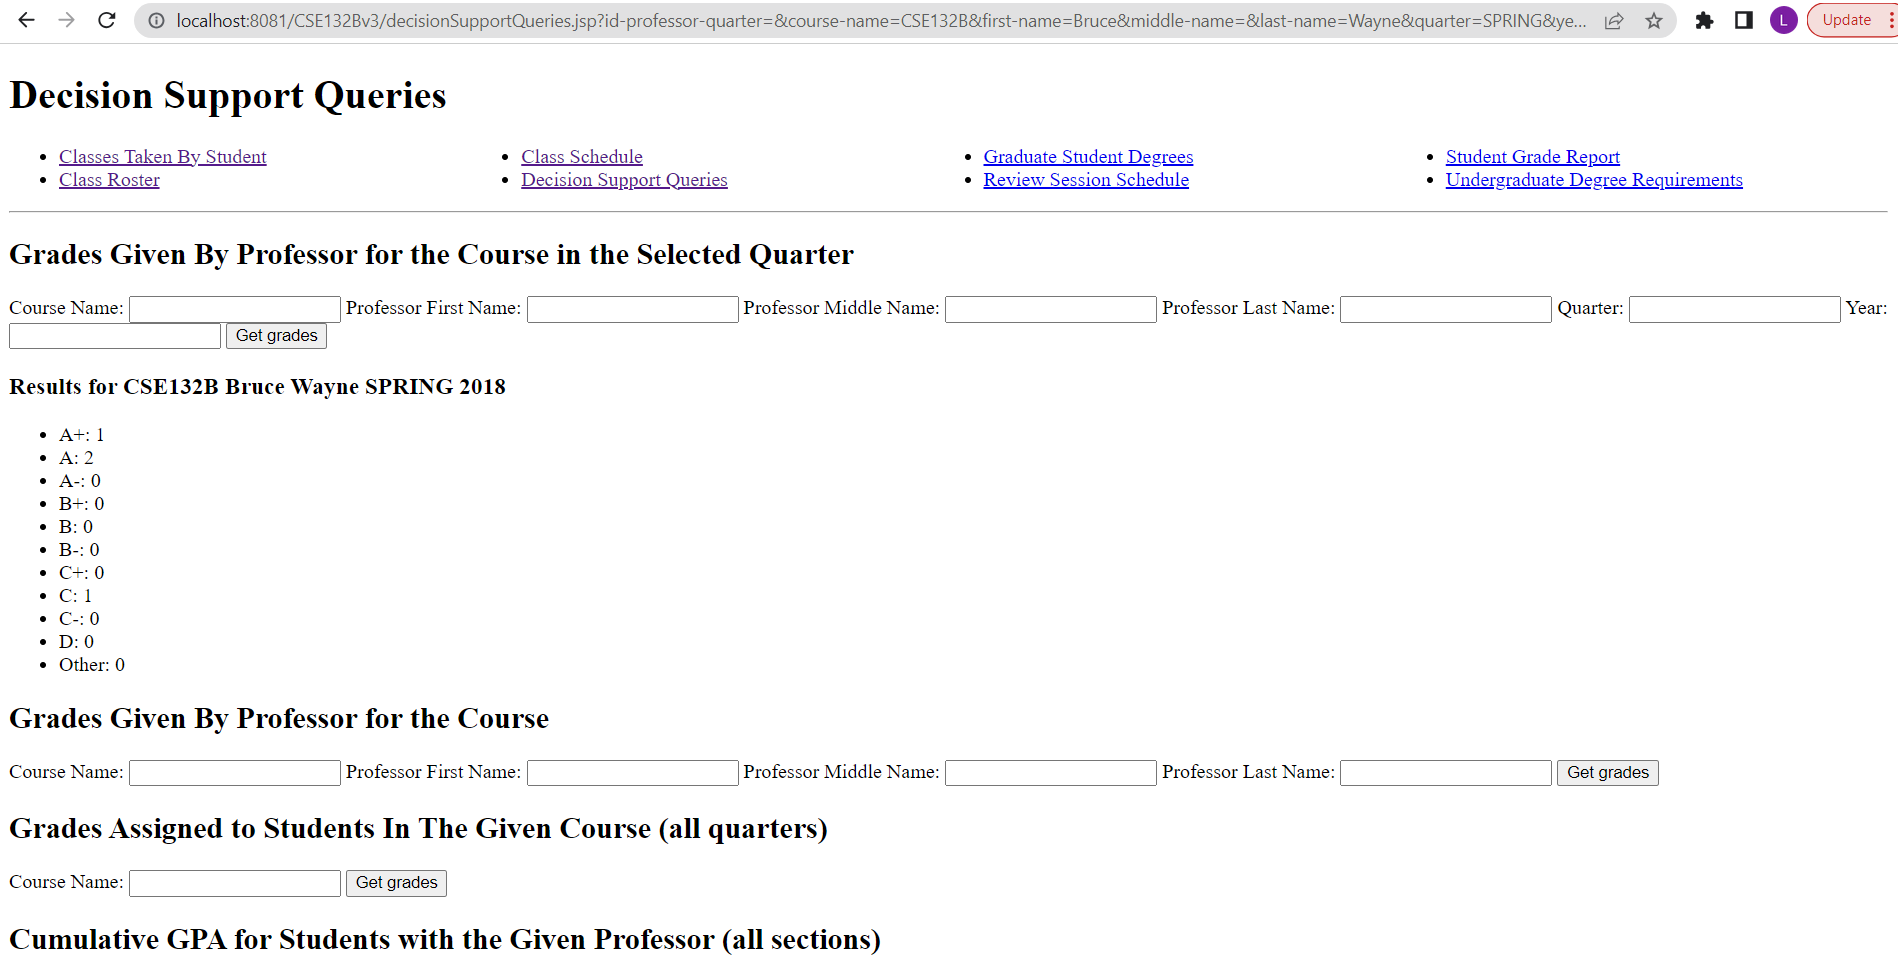 localhost:8081/CSE132Bv3/decisionSupportQueries.jsp?id-professor-quarter=&course-name=CSE132B&first-name=Bruce&middle-name=&last-name=Wayne&quarter=SPRING&ye...
L
Update
Decision Support Queries
Classes Taken By Student
Class Roster
Class Schedule
Decision Support Queries
Graduate Student Degrees
Review Session Schedule
Student Grade Report
Undergraduate Degree Requirements
Grades Given By Professor for the Course in the Selected Quarter
Course Name: Professor First Name: Professor Middle Name: Professor Last Name: Quarter: Year:
Get grades
Results for CSE132B Bruce Wayne SPRING 2018
A+: 1
A: 2
A-: 0
B+: 0
B: 0
B-: 0
C+: 0
C: 1
C-: 0
D: 0
Other: 0
Grades Given By Professor for the Course
Course Name: Professor First Name: Professor Middle Name: Professor Last Name: Get grades
Grades Assigned to Students In The Given Course (all quarters)
Course Name: Get grades
Cumulative GPA for Students with the Given Professor (all sections)